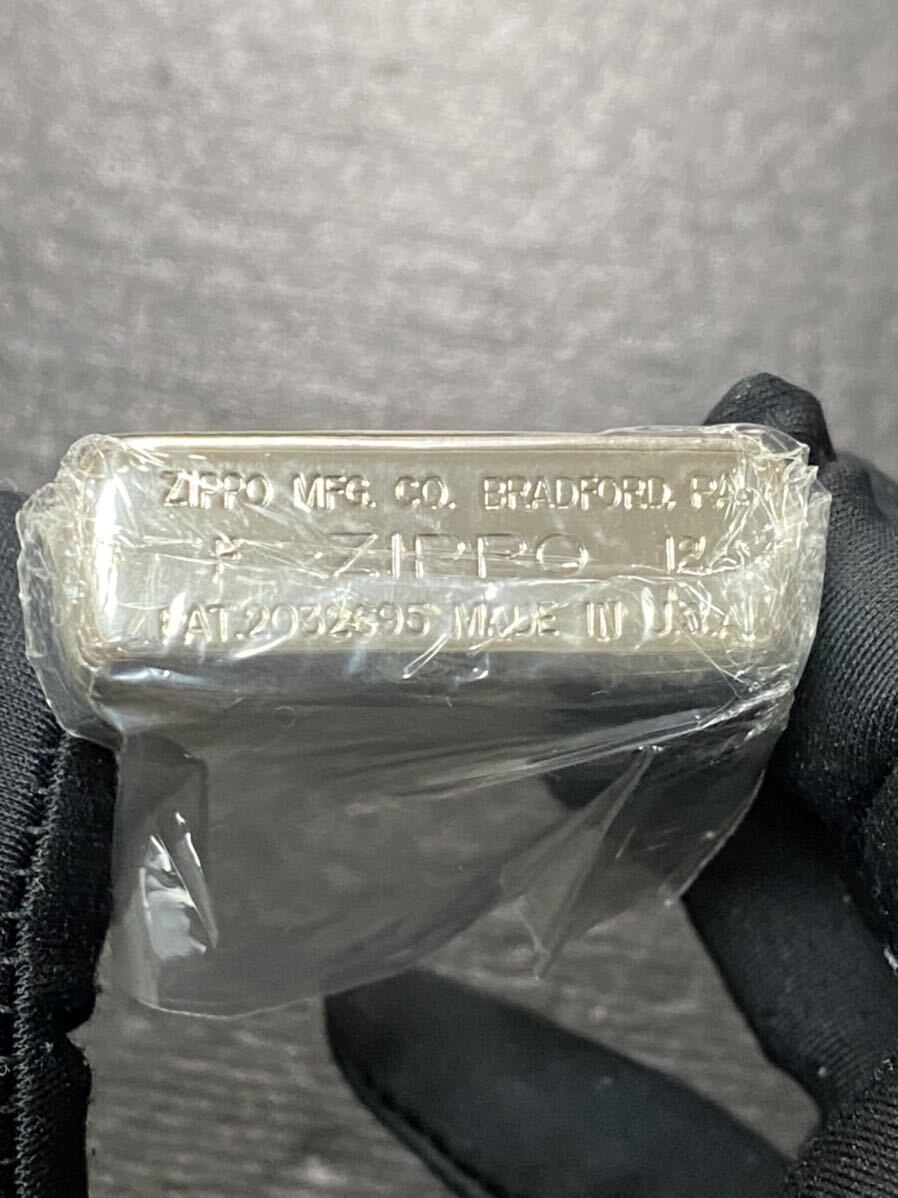 ZIPPO MFG. CO. BRADFORD, PA.
ZIPPO 12
PAT.2032695 MADE IN U.S.A.